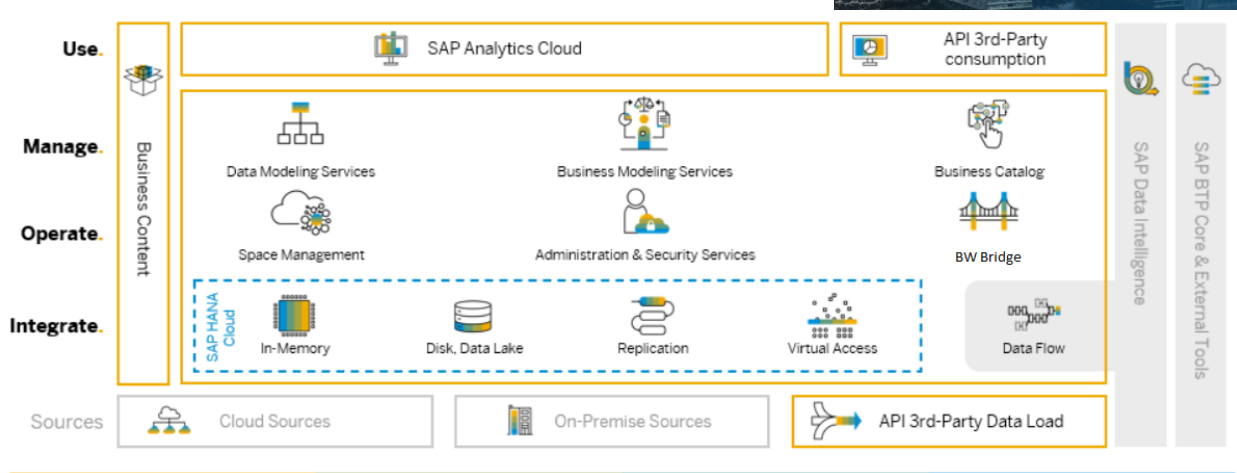 Use.
SAP Analytics Cloud
API 3rd-Party
consumption
Manage.
Business Content
Data Modeling Services
Business Modeling Services
Business Catalog
Operate.
Space Management
Administration & Security Services
BW Bridge
Integrate.
SAP HANA
Cloud
In-Memory
Disk, Data Lake
Replication
Virtual Access
Data Flow
SAP Data Intelligence
SAP BTP Core & External Tools
Sources
Cloud Sources
On-Premise Sources
API 3rd-Party Data Load